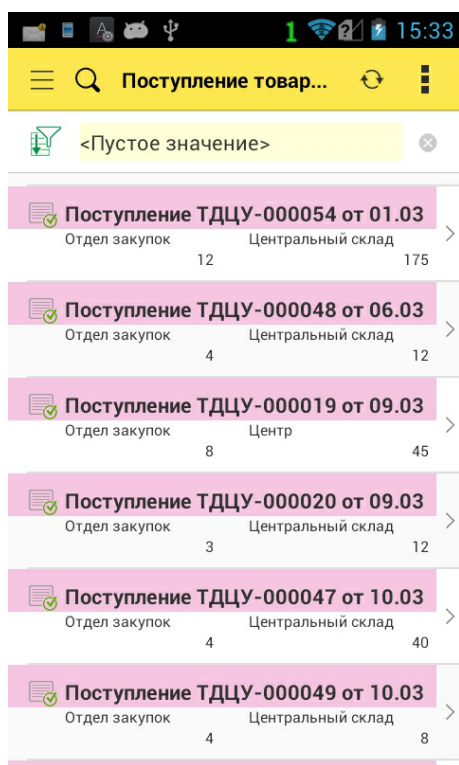 1 15:33
Поступление товар...
<Пустое значение>
Поступление ТДЦУ-000054 от 01.03
Отдел закупок Центральный склад
12 175
Поступление ТДЦУ-000048 от 06.03
Отдел закупок Центральный склад
4 12
Поступление ТДЦУ-000019 от 09.03
Отдел закупок Центр
8 45
Поступление ТДЦУ-000020 от 09.03
Отдел закупок Центральный склад
3 12
Поступление ТДЦУ-000047 от 10.03
Отдел закупок Центральный склад
4 40
Поступление ТДЦУ-000049 от 10.03
Отдел закупок Центральный склад
4 8